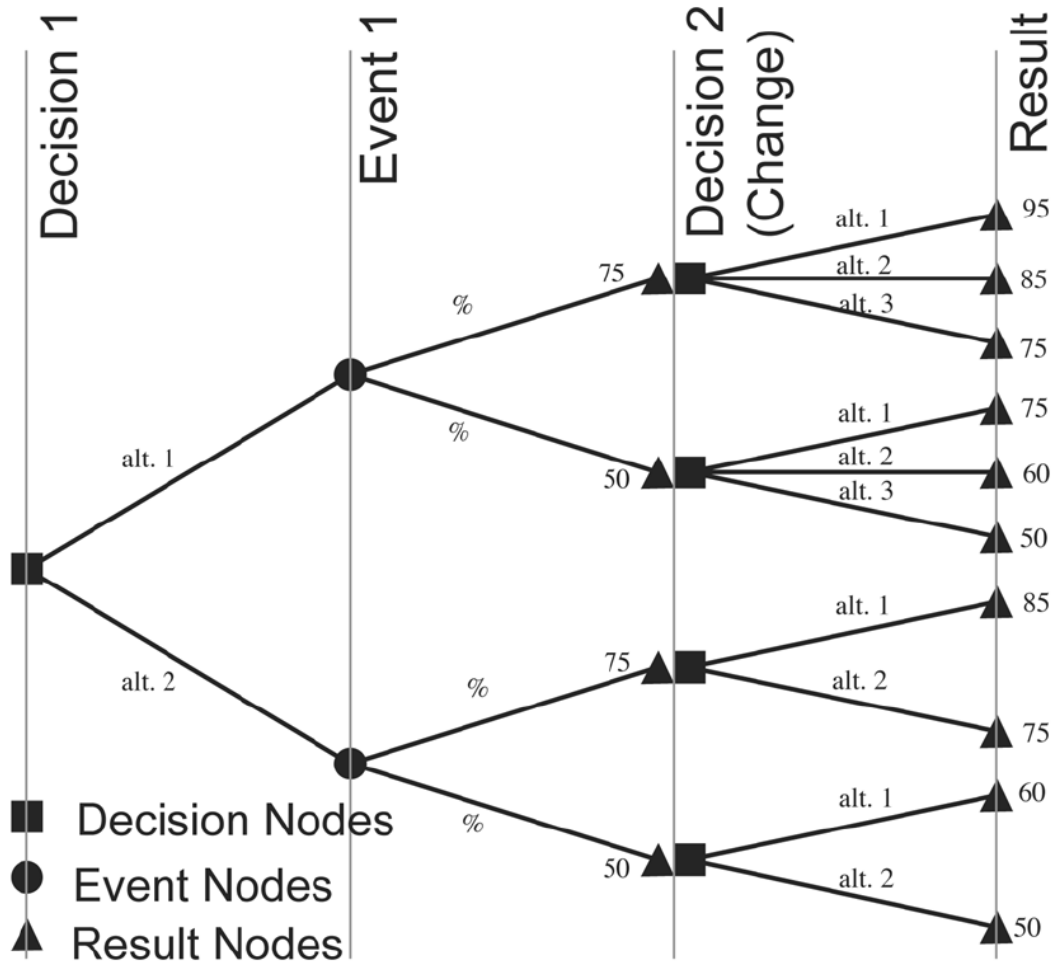 Decision 1
Event 1
Decision 2
(Change)
Result
95
alt. 1
75
alt. 2
85
%
alt. 3
75
75
alt. 1
%
alt. 2
60
50
alt. 3
50
alt. 1
85
alt. 1
75
alt. 2
%
alt. 2
75
60
alt. 1
%
50
alt. 2
50
Decision Nodes
Event Nodes
Result Nodes